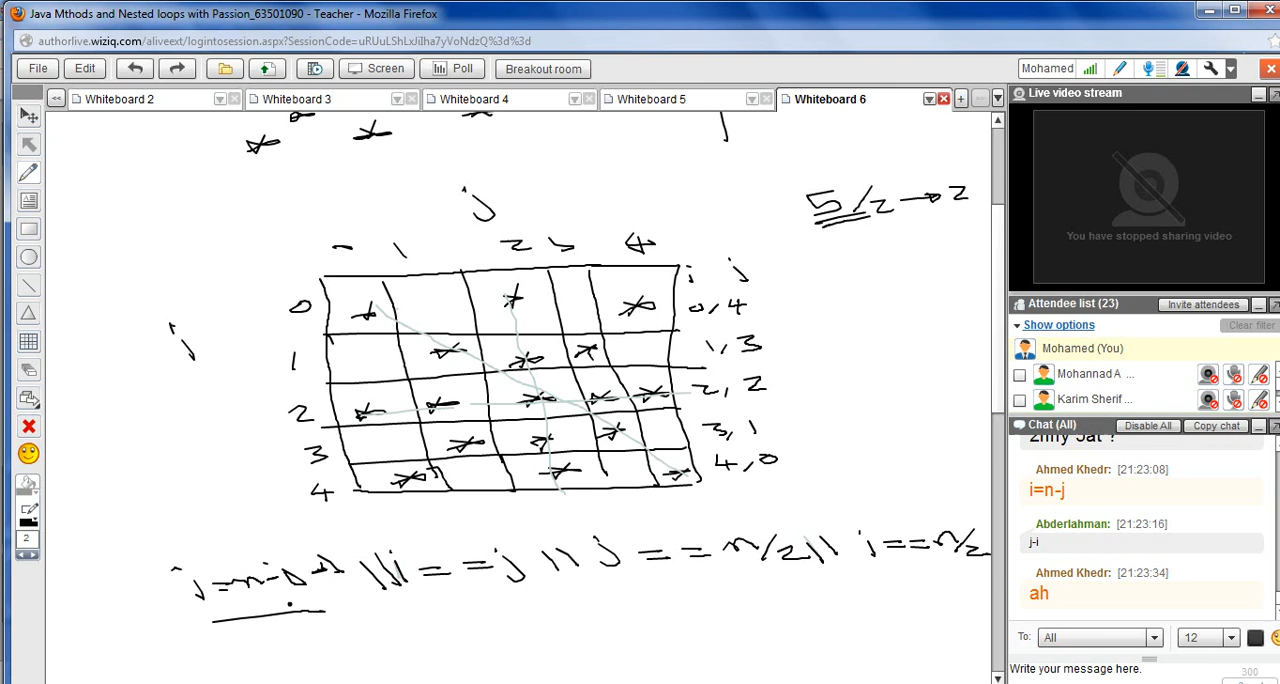 Java Mthods and Nested loops with Passion_63501090 - Teacher - Mozilla Firefox
authorlive.wiziq.com/aliveext/logintosession.aspx?SessionCode=uRUuLShLxJiIha7yVoNdzQ%3d%3d
File Edit Screen Poll Breakout room Mohamed
Whiteboard 2 Whiteboard 3 Whiteboard 4 Whiteboard 5 Whiteboard 6
Live video stream
You have stopped sharing video
Attendee list (23) Invite attendees
Show options Clear filter
Mohamed (You)
Mohannad A ...
Karim Sherif ...
Chat (All) Disable All Copy chat
Ahmed Khedr: [21:23:08]
i=n-j
Abderlahman: [21:23:16]
j-i
Ahmed Khedr: [21:23:34]
ah
To: All 12
Write your message here.
300
2
j
5/2 → 2
1 2 3 4
i j
0 0,4
i
1 1,3
2 2,2
3 3,1
4 4,0
i==j || j==n/2 || i==n/2